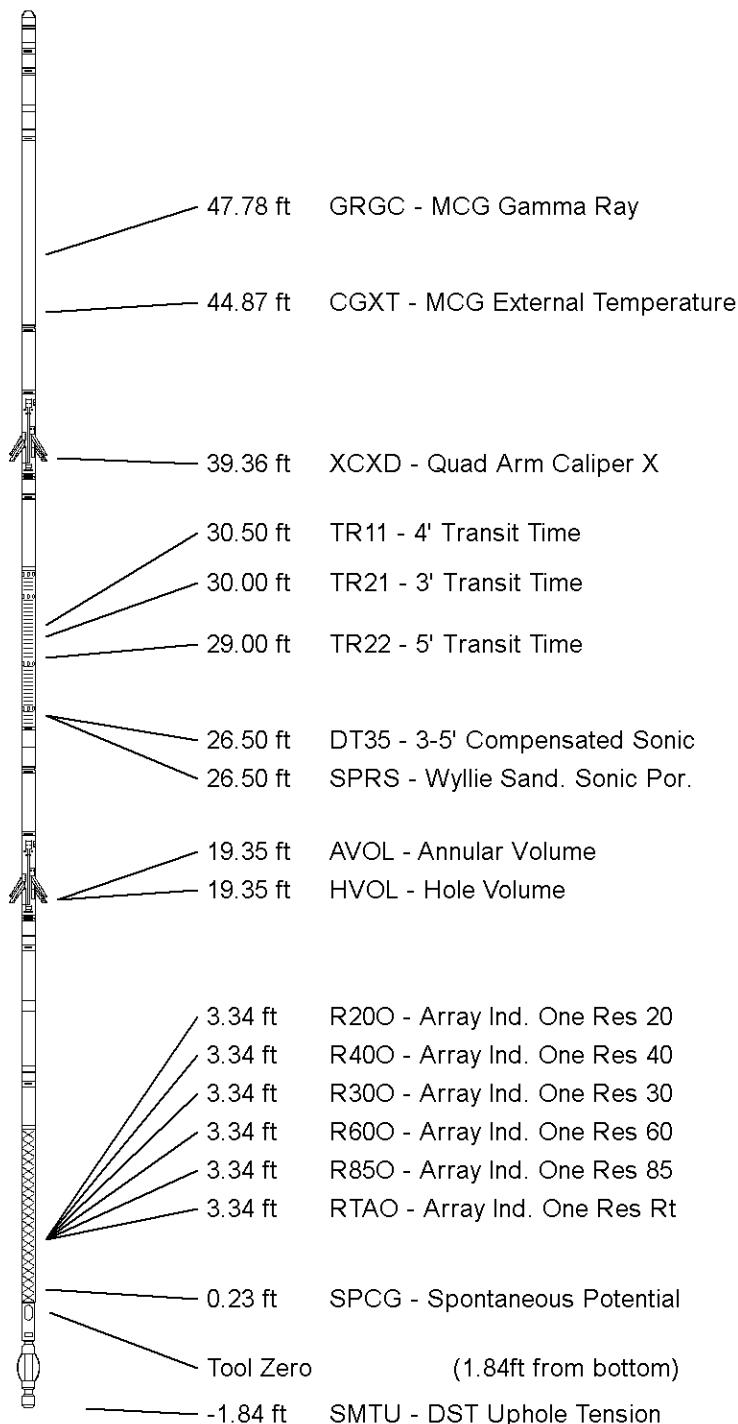 47.78 ft GRGC - MCG Gamma Ray
44.87 ft CGXT - MCG External Temperature
39.36 ft XCXD - Quad Arm Caliper X
30.50 ft TR11 - 4' Transit Time
30.00 ft TR21 - 3' Transit Time
29.00 ft TR22 - 5' Transit Time
26.50 ft DT35 - 3-5' Compensated Sonic
26.50 ft SPRS - Wyllie Sand. Sonic Por.
19.35 ft AVOL - Annular Volume
19.35 ft HVOL - Hole Volume
3.34 ft R20O - Array Ind. One Res 20
3.34 ft R40O - Array Ind. One Res 40
3.34 ft R30O - Array Ind. One Res 30
3.34 ft R60O - Array Ind. One Res 60
3.34 ft R85O - Array Ind. One Res 85
3.34 ft RTAO - Array Ind. One Res Rt
0.23 ft SPCG - Spontaneous Potential
Tool Zero (1.84ft from bottom)
-1.84 ft SMTU - DST Uphole Tension